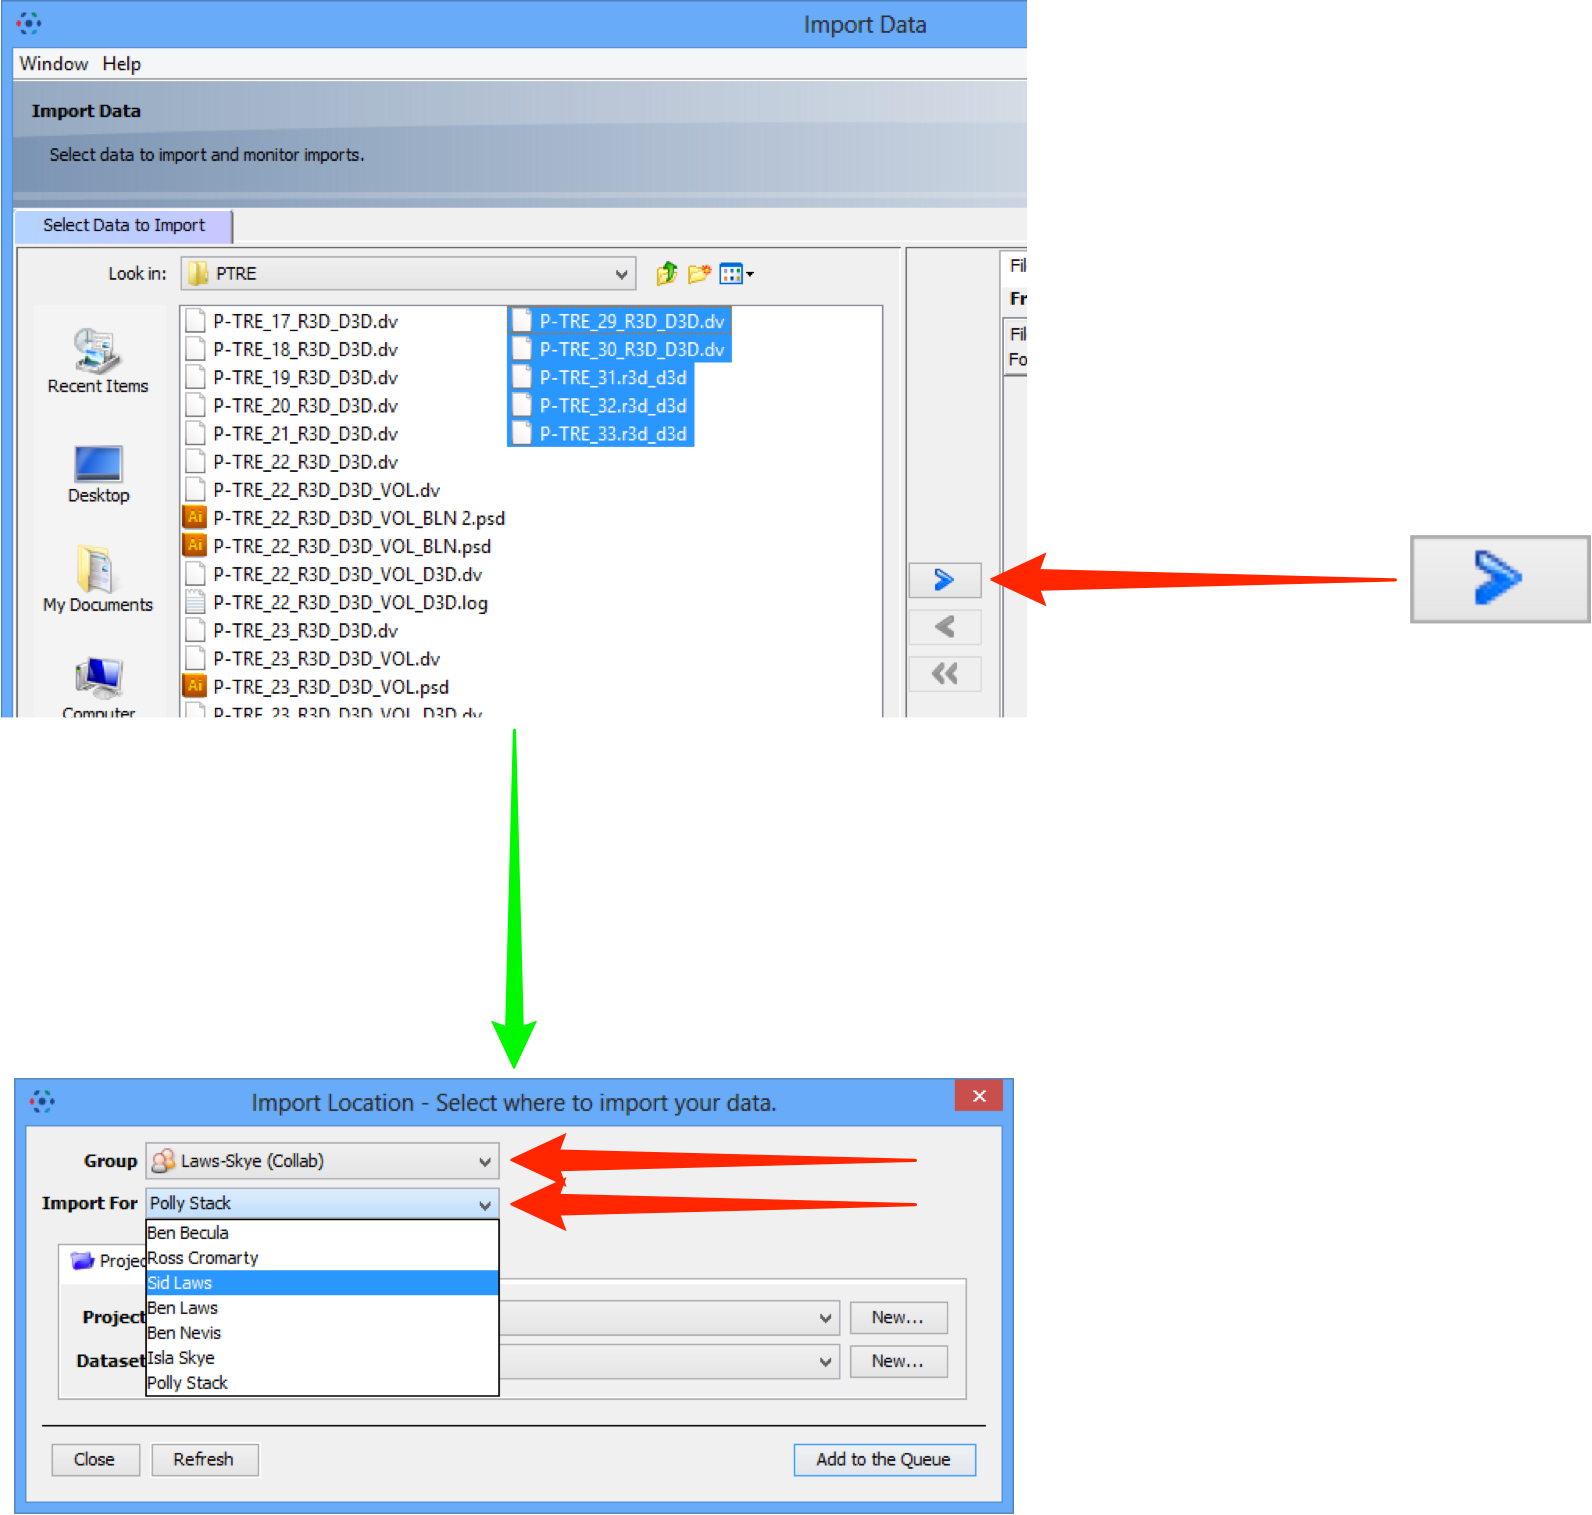 Import Data
Window Help
Import Data
Select data to import and monitor imports.
Select Data to Import
Look in: PTRE
Recent Items
Desktop
My Documents
Computer
P-TRE_17_R3D_D3D.dv
P-TRE_18_R3D_D3D.dv
P-TRE_19_R3D_D3D.dv
P-TRE_20_R3D_D3D.dv
P-TRE_21_R3D_D3D.dv
P-TRE_22_R3D_D3D.dv
P-TRE_22_R3D_D3D_VOL.dv
Ai P-TRE_22_R3D_D3D_VOL_BLN 2.psd
Ai P-TRE_22_R3D_D3D_VOL_BLN.psd
P-TRE_22_R3D_D3D_VOL_D3D.dv
P-TRE_22_R3D_D3D_VOL_D3D.log
P-TRE_23_R3D_D3D.dv
P-TRE_23_R3D_D3D_VOL.dv
Ai P-TRE_23_R3D_D3D_VOL.psd
P-TRE_23_R3D_D3D_VOL_D3D.dv
P-TRE_29_R3D_D3D.dv
P-TRE_30_R3D_D3D.dv
P-TRE_31.r3d_d3d
P-TRE_32.r3d_d3d
P-TRE_33.r3d_d3d
Fil
Fr
Fil
Fo
Import Location - Select where to import your data.
Group Laws-Skye (Collab)
Import For Polly Stack
Ben Becula
Ross Cromarty
Sid Laws
Ben Laws
Ben Nevis
Isla Skye
Polly Stack
Projec
Project New...
Dataset New...
Close Refresh Add to the Queue